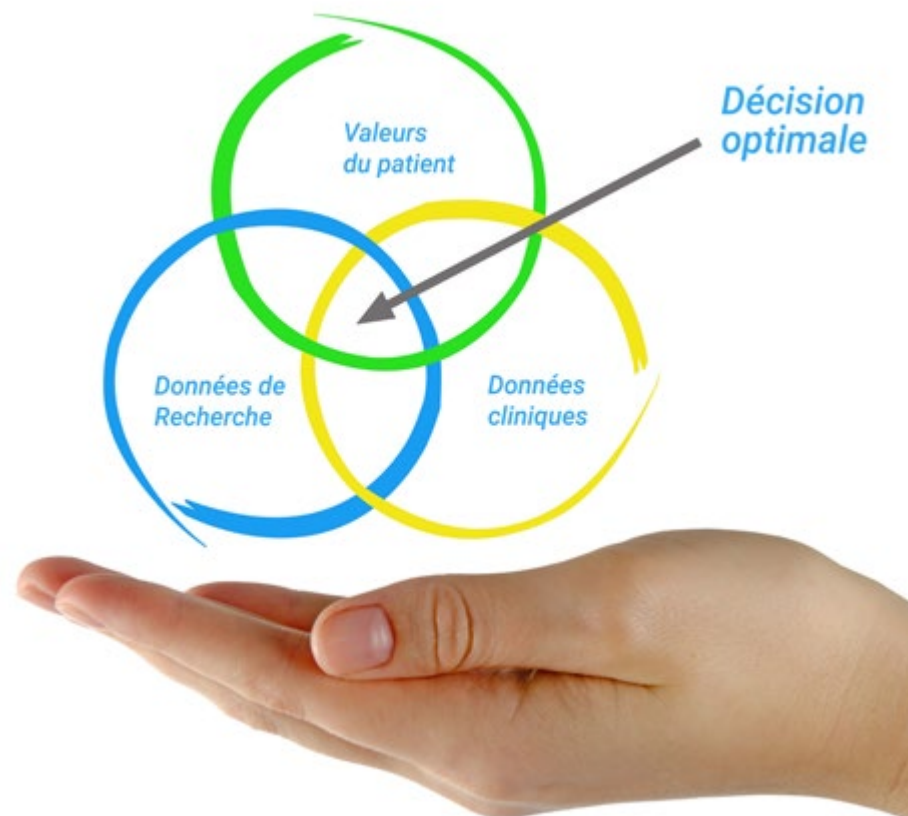 Valeurs
du patient
Décision
optimale
Données de
Recherche
Données
cliniques